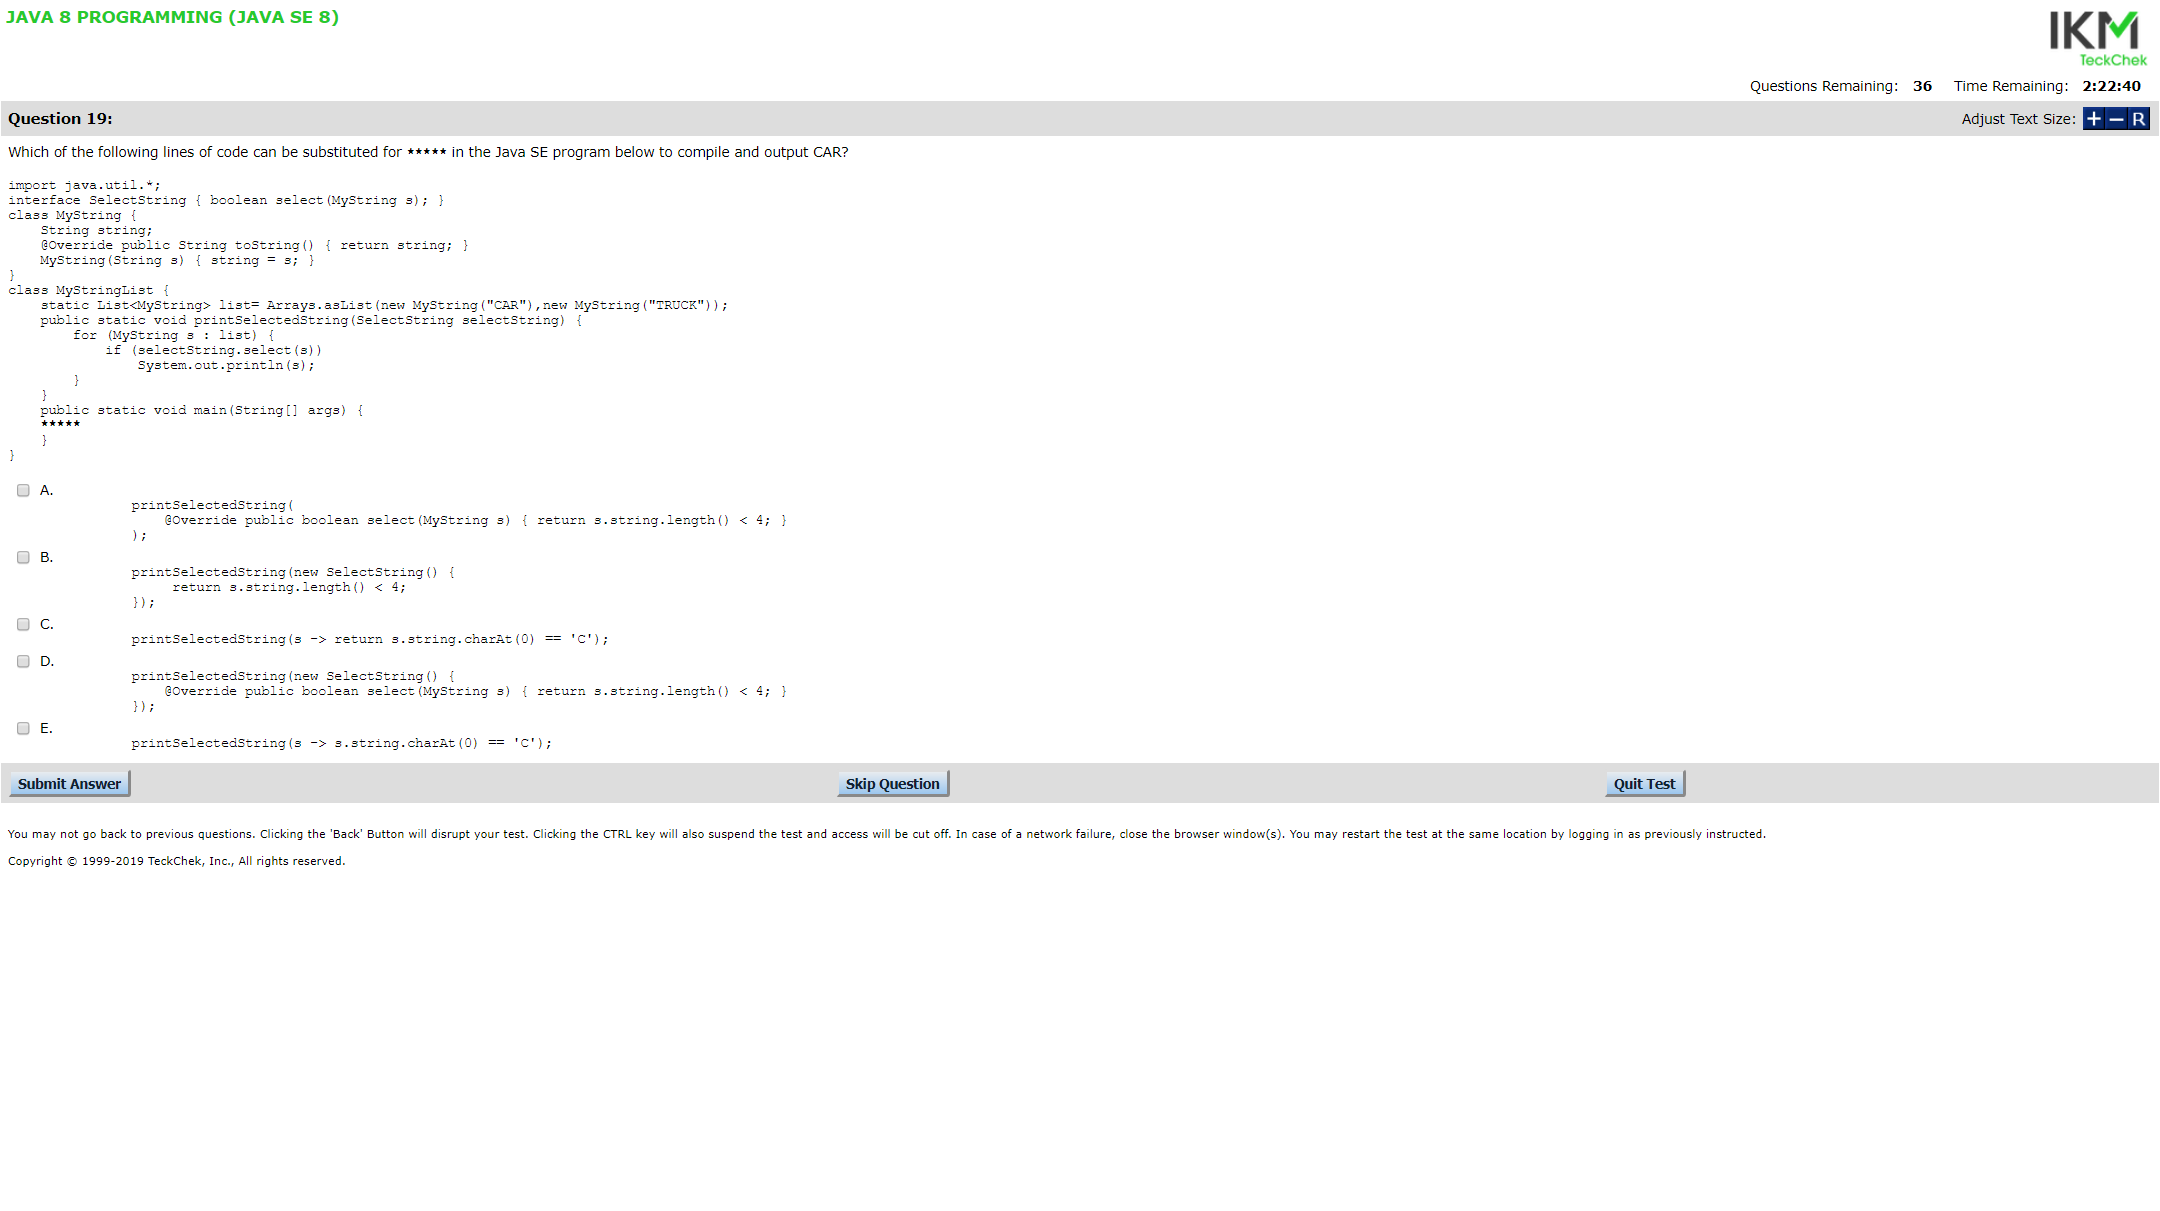 JAVA 8 PROGRAMMING (JAVA SE 8)
IKM
TeckChek
Questions Remaining: 36 Time Remaining: 2:22:40
Question 19:
Adjust Text Size: + − R
Which of the following lines of code can be substituted for ***** in the Java SE program below to compile and output CAR?
import java.util.*;
interface SelectString { boolean select(MyString s); }
class MyString {
    String string;
    @Override public String toString() { return string; }
    MyString(String s) { string = s; }
}
class MyStringList {
    static List<MyString> list= Arrays.asList(new MyString("CAR"),new MyString("TRUCK"));
    public static void printSelectedString(SelectString selectString) {
        for (MyString s : list) {
            if (selectString.select(s))
                System.out.println(s);
        }
    }
    public static void main(String[] args) {
    *****
    }
}
A.
printSelectedString(
    @Override public boolean select(MyString s) { return s.string.length() < 4; }
);
B.
printSelectedString(new SelectString() {
     return s.string.length() < 4;
});
C.
printSelectedString(s -> return s.string.charAt(0) == 'C');
D.
printSelectedString(new SelectString() {
    @Override public boolean select(MyString s) { return s.string.length() < 4; }
});
E.
printSelectedString(s -> s.string.charAt(0) == 'C');
Submit Answer Skip Question Quit Test
You may not go back to previous questions. Clicking the 'Back' Button will disrupt your test. Clicking the CTRL key will also suspend the test and access will be cut off. In case of a network failure, close the browser window(s). You may restart the test at the same location by logging in as previously instructed.
Copyright © 1999-2019 TeckChek, Inc., All rights reserved.